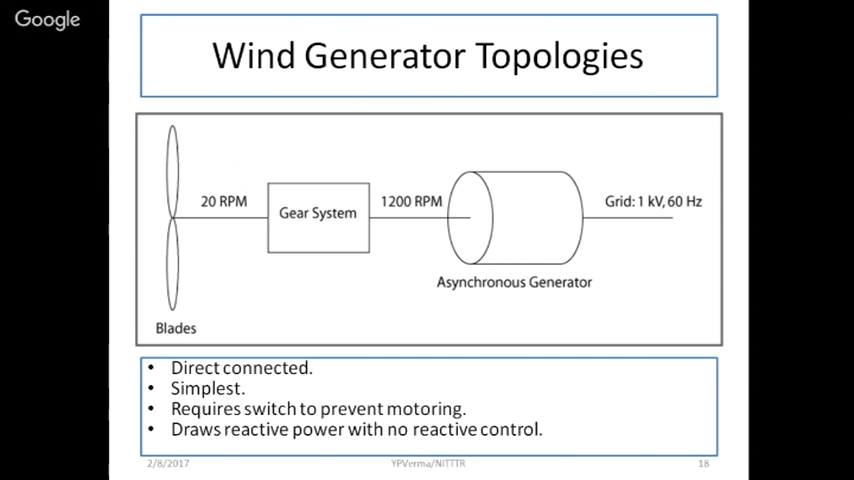 Google
Wind Generator Topologies
20 RPM
Gear System
1200 RPM
Grid: 1 kV, 60 Hz
Asynchronous Generator
Blades
• Direct connected.
• Simplest.
• Requires switch to prevent motoring.
• Draws reactive power with no reactive control.
2/8/2017
YPVerma/NITTTR
18